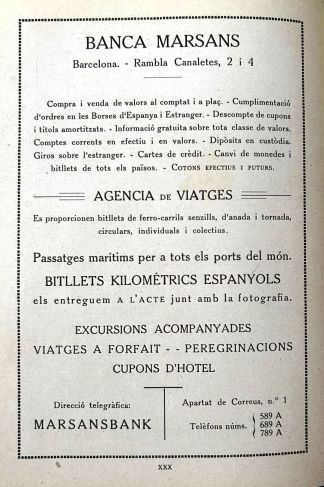 BANCA MARSANS
Barcelona. - Rambla Canaletes, 2 i 4
Compra i venda de valors al comptat i a plaç. - Cumplimentació
d'ordres en les Borses d'Espanya i Estranger. - Descompte de cupons
i títols amortitzats. - Informació gratuita sobre tota classe de valors.
Comptes corrents en efectiu i en valors. - Dipòsits en custòdia.
Giros sobre l'estranger. - Cartes de crèdit. - Canvi de monedes i
bitllets de tots els països. - COTONS EFECTIUS I FUTURS.
AGENCIA DE VIATGES
Es proporcionen bitllets de ferro-carrils senzills, d'anada i tornada,
circulars, individuals i colectius.
Passatges marítims per a tots els ports del món.
BITLLETS KILOMÈTRICS ESPANYOLS
els entreguem A L'ACTE junt amb la fotografia.
EXCURSIONS ACOMPANYADES
VIATGES A FORFAIT - - PEREGRINACIONS
CUPONS D'HOTEL
Direcció telegràfica:
MARSANSBANK
Apartat de Correus, n.º 1
Telèfons núms. 589 A
689 A
789 A
XXX